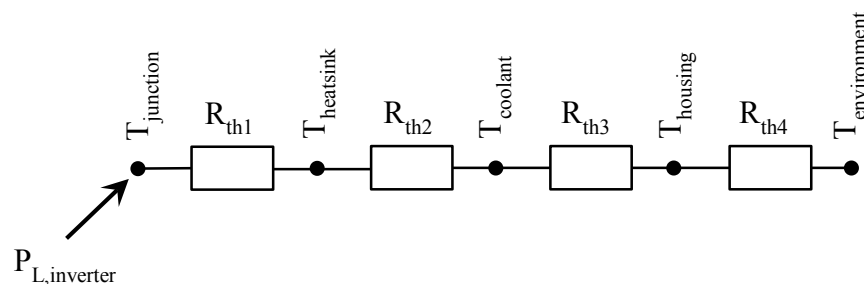 T_junction
R_th1
T_heatsink
R_th2
T_coolant
R_th3
T_housing
R_th4
T_environment
P_L,inverter